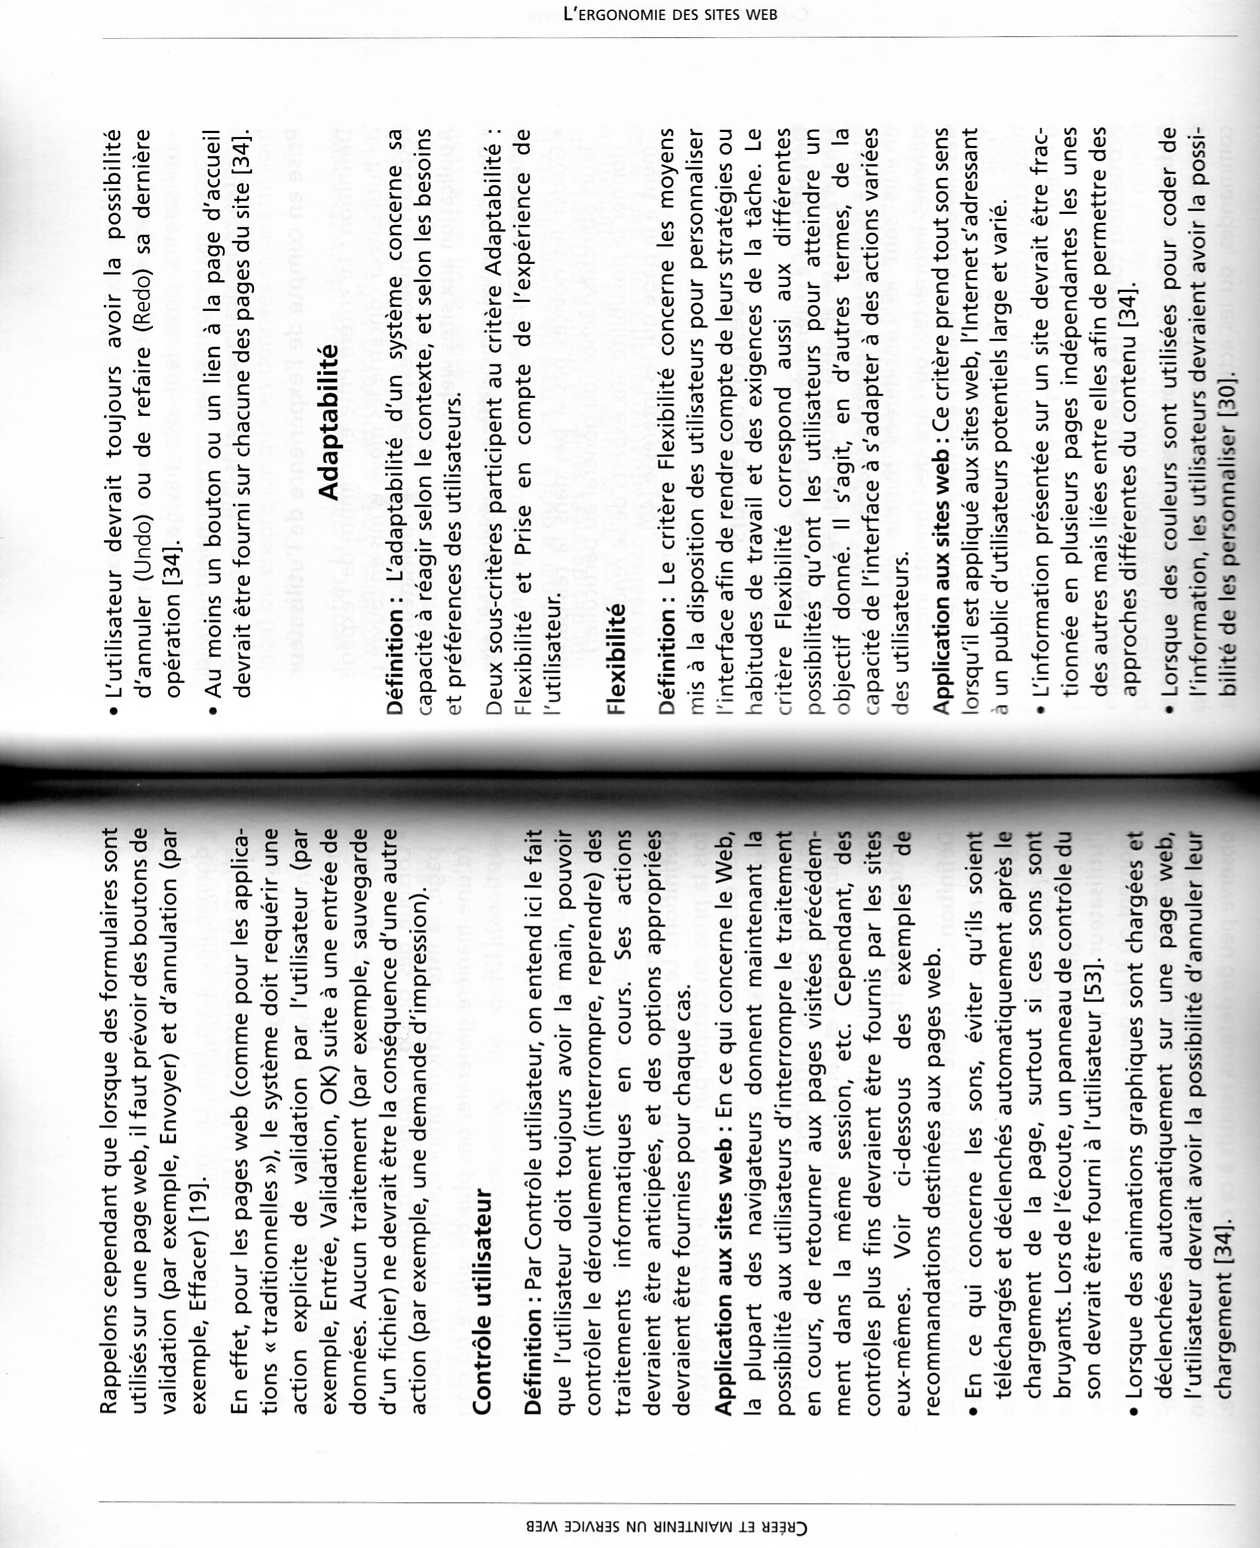 Rappelons cependant que lorsque des formulaires sont
utilisés sur une page web, il faut prévoir des boutons de
validation (par exemple, Envoyer) et d'annulation (par
exemple, Effacer) [19].
En effet, pour les pages web (comme pour les applica-
tions « traditionnelles »), le système doit requérir une
action explicite de validation par l'utilisateur (par
exemple, Entrée, Validation, OK) suite à une entrée de
données. Aucun traitement (par exemple, sauvegarde
d'un fichier) ne devrait être la conséquence d'une autre
action (par exemple, une demande d'impression).
Contrôle utilisateur
Définition : Par Contrôle utilisateur, on entend ici le fait
que l'utilisateur doit toujours avoir la main, pouvoir
contrôler le déroulement (interrompre, reprendre) des
traitements informatiques en cours. Ses actions
devraient être anticipées, et des options appropriées
devraient être fournies pour chaque cas.
Application aux sites web : En ce qui concerne le Web,
la plupart des navigateurs donnent maintenant la
possibilité aux utilisateurs d'interrompre le traitement
en cours, de retourner aux pages visitées précédem-
ment dans la même session, etc. Cependant, des
contrôles plus fins devraient être fournis par les sites
eux-mêmes. Voir ci-dessous des exemples de
recommandations destinées aux pages web.
• En ce qui concerne les sons, éviter qu'ils soient
téléchargés et déclenchés automatiquement après le
chargement de la page, surtout si ces sons sont
bruyants. Lors de l'écoute, un panneau de contrôle du
son devrait être fourni à l'utilisateur [53].
• Lorsque des animations graphiques sont chargées et
déclenchées automatiquement sur une page web,
l'utilisateur devrait avoir la possibilité d'annuler leur
chargement [34].
CRÉER ET MAINTENIR UN SERVICE WEB
L'ERGONOMIE DES SITES WEB
• L'utilisateur devrait toujours avoir la possibilité
d'annuler (Undo) ou de refaire (Redo) sa dernière
opération [34].
• Au moins un bouton ou un lien à la page d'accueil
devrait être fourni sur chacune des pages du site [34].
Adaptabilité
Définition : L'adaptabilité d'un système concerne sa
capacité à réagir selon le contexte, et selon les besoins
et préférences des utilisateurs.
Deux sous-critères participent au critère Adaptabilité :
Flexibilité et Prise en compte de l'expérience de
l'utilisateur.
Flexibilité
Définition : Le critère Flexibilité concerne les moyens
mis à la disposition des utilisateurs pour personnaliser
l'interface afin de rendre compte de leurs stratégies ou
habitudes de travail et des exigences de la tâche. Le
critère Flexibilité correspond aussi aux différentes
possibilités qu'ont les utilisateurs pour atteindre un
objectif donné. Il s'agit, en d'autres termes, de la
capacité de l'interface à s'adapter à des actions variées
des utilisateurs.
Application aux sites web : Ce critère prend tout son sens
lorsqu'il est appliqué aux sites web, l'Internet s'adressant
à un public d'utilisateurs potentiels large et varié.
• L'information présentée sur un site devrait être frac-
tionnée en plusieurs pages indépendantes les unes
des autres mais liées entre elles afin de permettre des
approches différentes du contenu [34].
• Lorsque des couleurs sont utilisées pour coder de
l'information, les utilisateurs devraient avoir la possi-
bilité de les personnaliser [30].